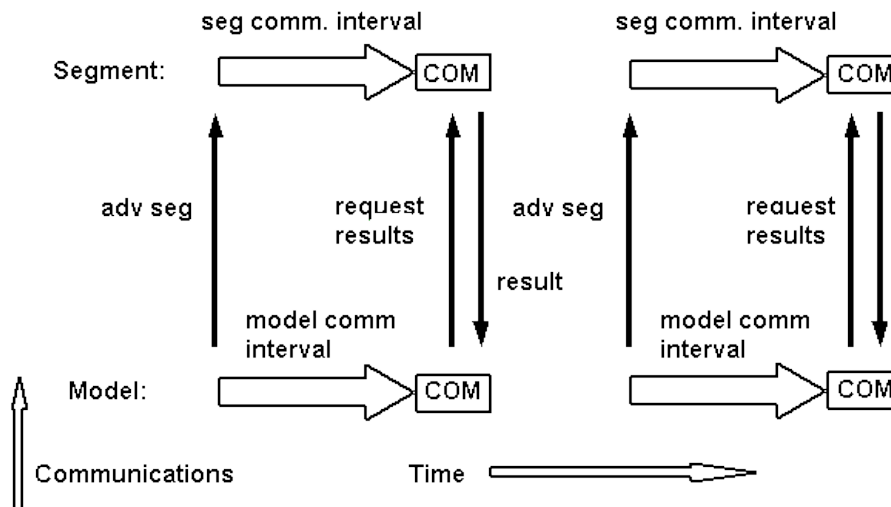 seg comm. interval
seg comm. interval
Segment:
COM
COM
adv seg
request
results
adv seg
request
results
result
model comm
interval
model comm
interval
Model:
COM
COM
Communications
Time